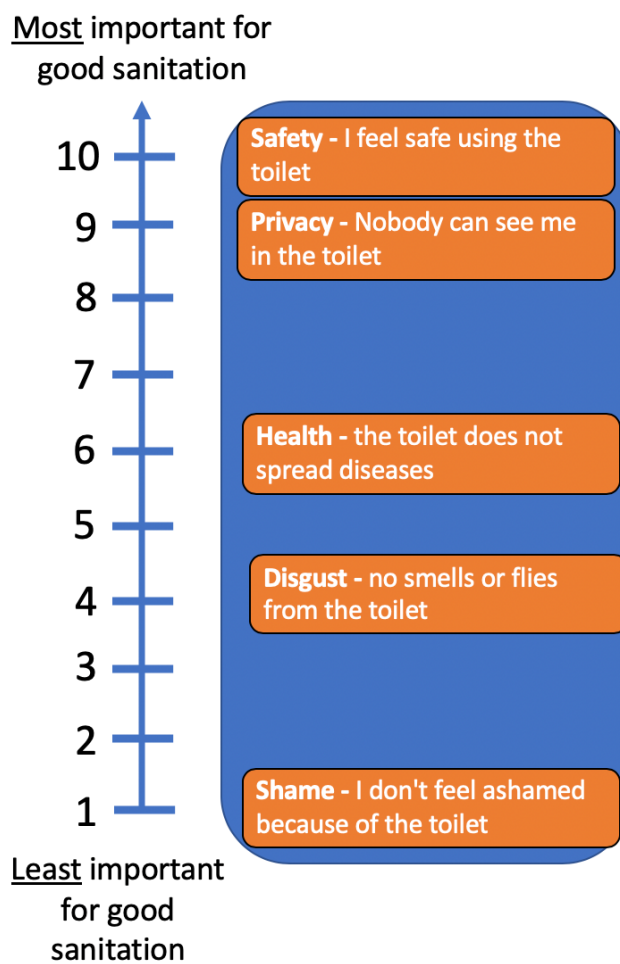 Most important for
good sanitation
10
Safety - I feel safe using the
toilet
9
Privacy - Nobody can see me
in the toilet
8
7
6
Health - the toilet does not
spread diseases
5
4
Disgust - no smells or flies
from the toilet
3
2
1
Shame - I don't feel ashamed
because of the toilet
Least important
for good
sanitation